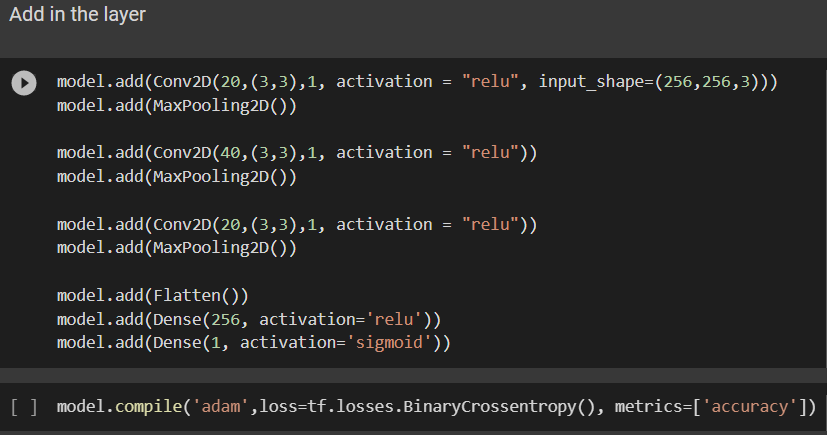 Add in the layer
model.add(Conv2D(20,(3,3),1, activation = "relu", input_shape=(256,256,3)))
model.add(MaxPooling2D())
model.add(Conv2D(40,(3,3),1, activation = "relu"))
model.add(MaxPooling2D())
model.add(Conv2D(20,(3,3),1, activation = "relu"))
model.add(MaxPooling2D())
model.add(Flatten())
model.add(Dense(256, activation='relu'))
model.add(Dense(1, activation='sigmoid'))
[ ] model.compile('adam',loss=tf.losses.BinaryCrossentropy(), metrics=['accuracy'])